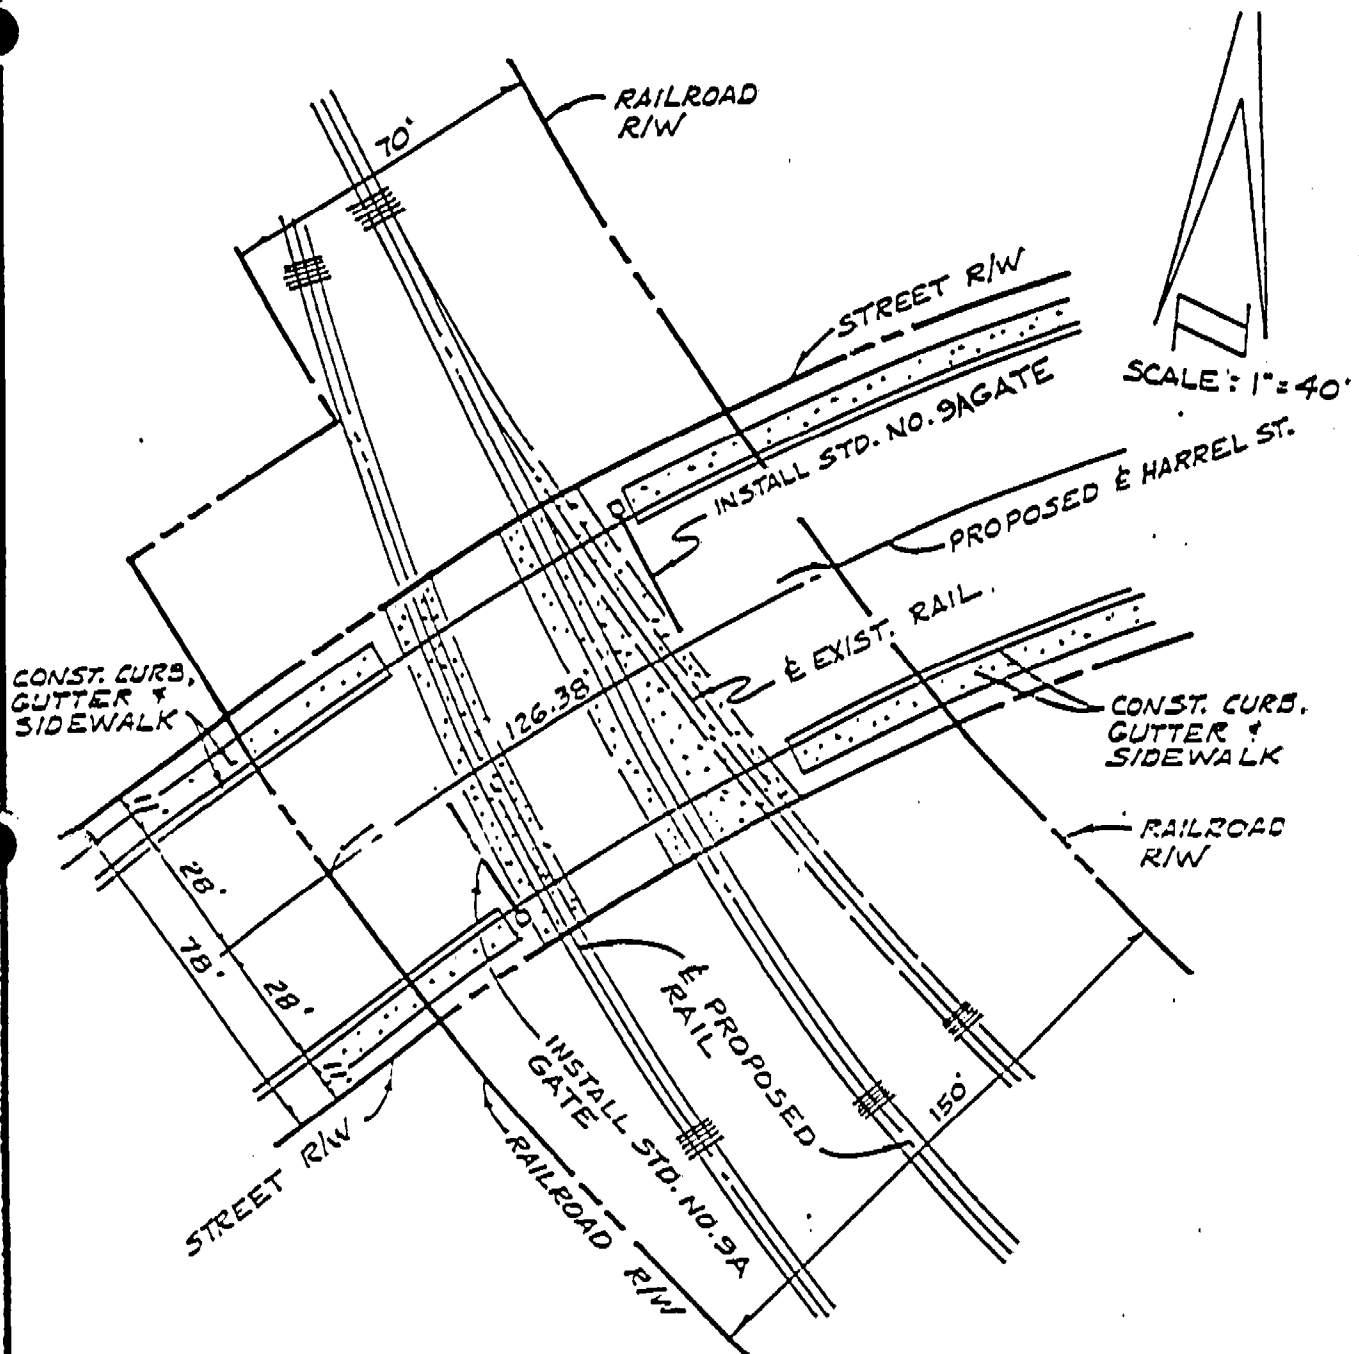 RAILROAD
R/W
70'
STREET R/W
SCALE: 1"=40'
INSTALL STD. NO. 9A GATE
PROPOSED ℄ HARREL ST.
℄ EXIST. RAIL
CONST. CURB,
GUTTER &
SIDEWALK
126.38'
CONST. CURB,
GUTTER &
SIDEWALK
RAILROAD
R/W
11'
28'
78'
28'
11'
℄ PROPOSED
RAIL
INSTALL STD. NO. 9A
GATE
150'
STREET R/W
RAILROAD R/W